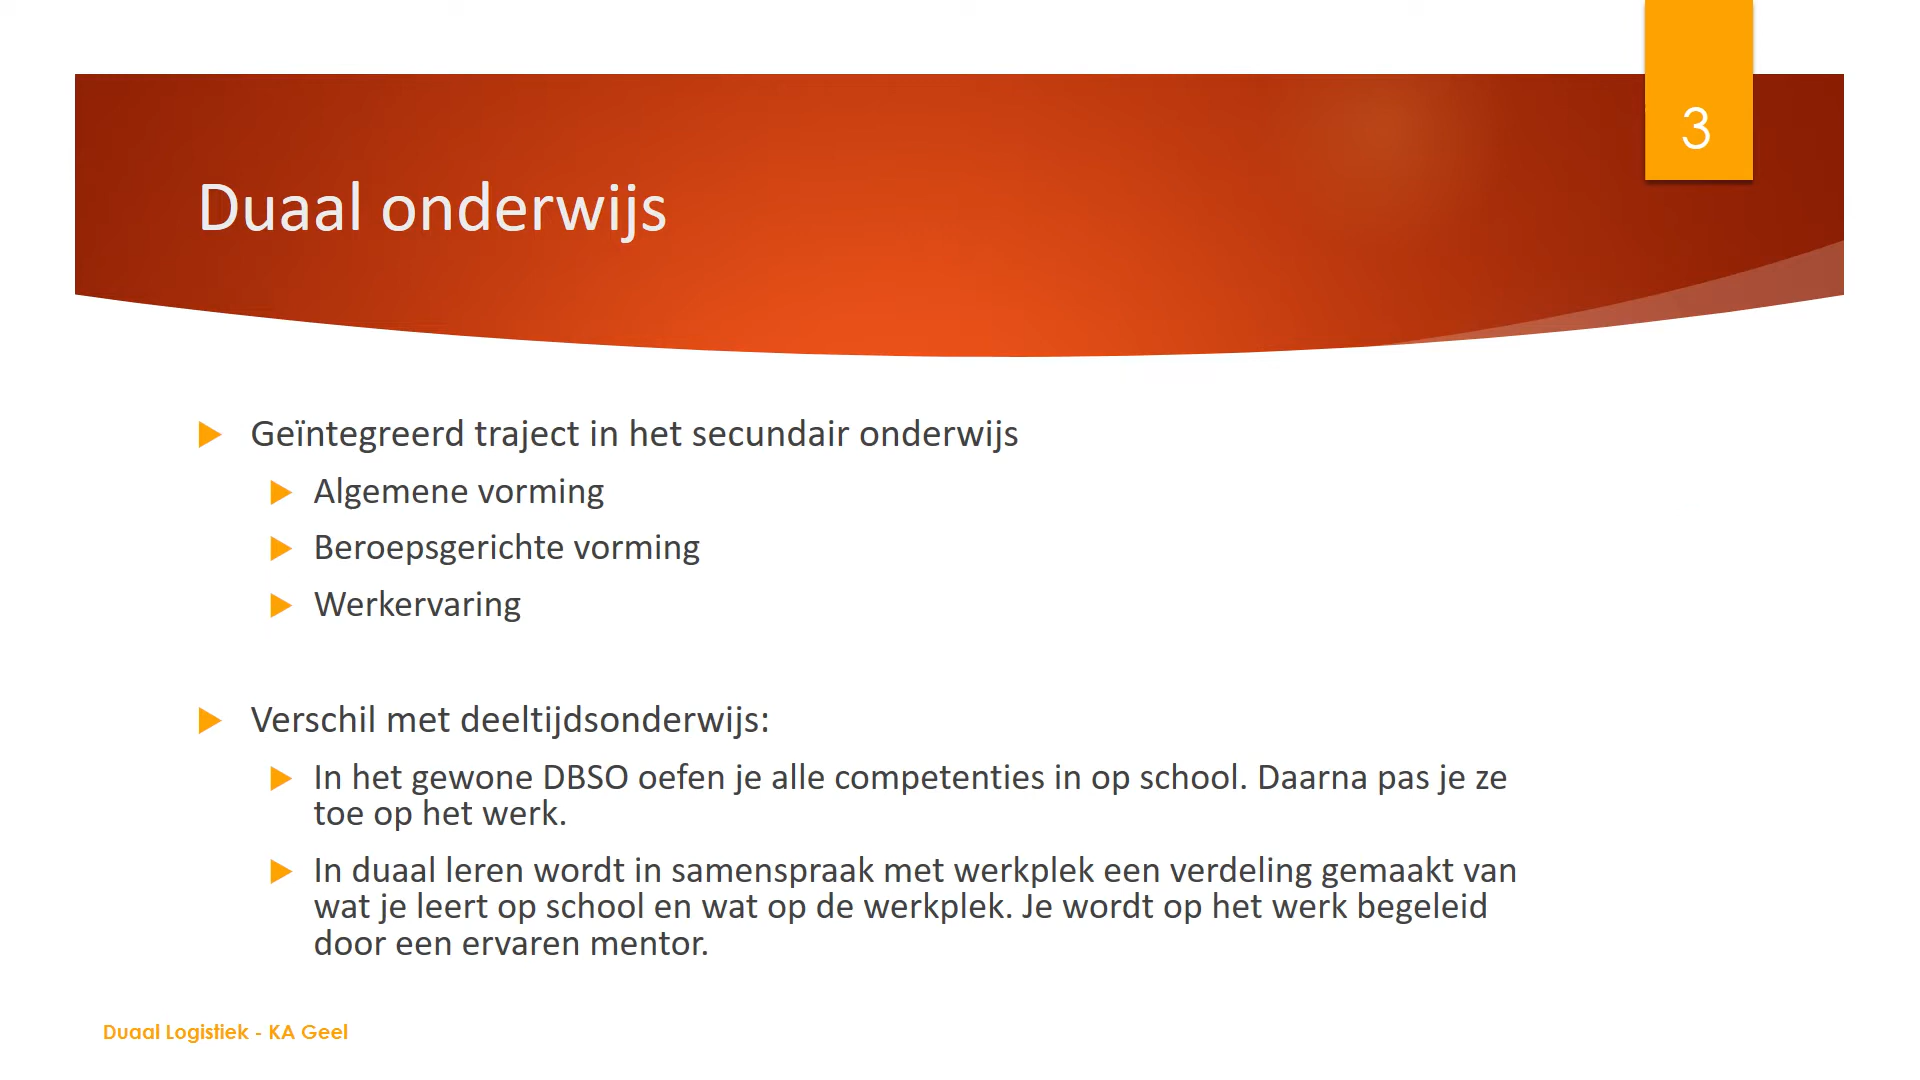 3
Duaal onderwijs
Geïntegreerd traject in het secundair onderwijs
Algemene vorming
Beroepsgerichte vorming
Werkervaring
Verschil met deeltijdsonderwijs:
In het gewone DBSO oefen je alle competenties in op school. Daarna pas je ze
toe op het werk.
In duaal leren wordt in samenspraak met werkplek een verdeling gemaakt van
wat je leert op school en wat op de werkplek. Je wordt op het werk begeleid
door een ervaren mentor.
Duaal Logistiek - KA Geel